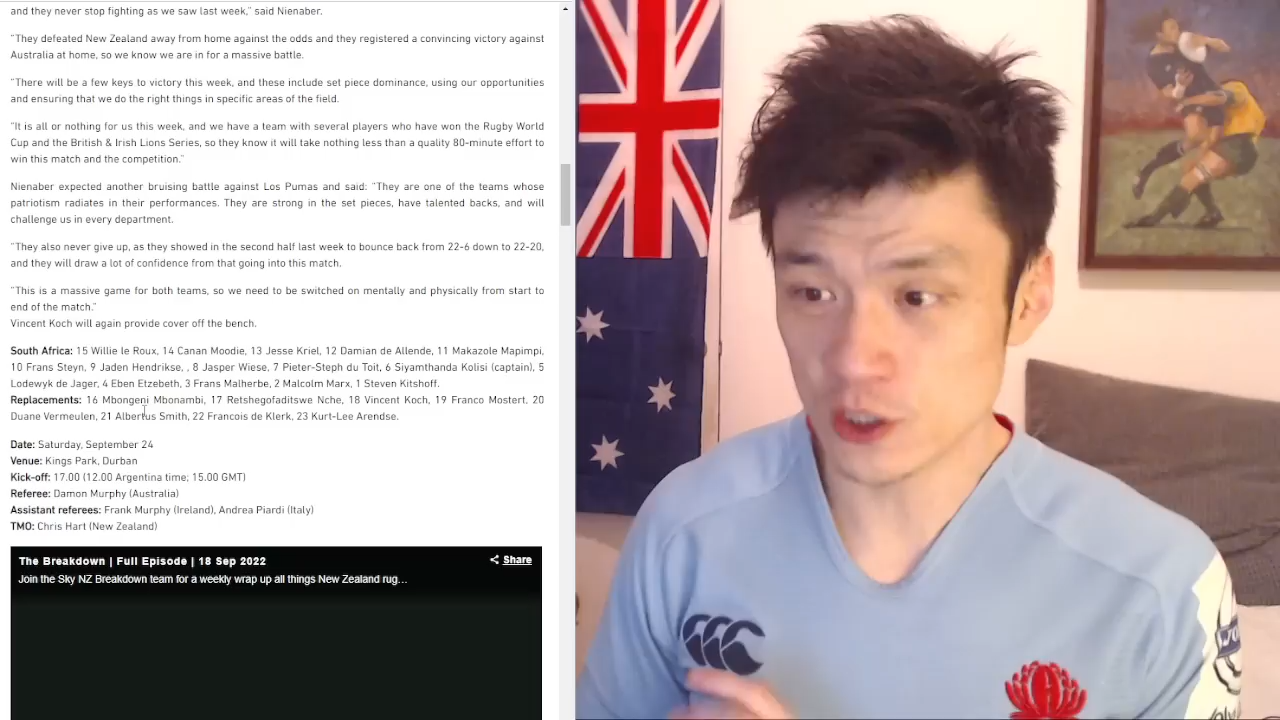 and they never stop fighting as we saw last week,” said Nienaber.
“They defeated New Zealand away from home against the odds and they registered a convincing victory against
Australia at home, so we know we are in for a massive battle.
“There will be a few keys to victory this week, and these include set piece dominance, using our opportunities
and ensuring that we do the right things in specific areas of the field.
“It is all or nothing for us this week, and we have a team with several players who have won the Rugby World
Cup and the British & Irish Lions Series, so they know it will take nothing less than a quality 80-minute effort to
win this match and the competition.”
Nienaber expected another bruising battle against Los Pumas and said: “They are one of the teams whose
patriotism radiates in their performances. They are strong in the set pieces, have talented backs, and will
challenge us in every department.
“They also never give up, as they showed in the second half last week to bounce back from 22-6 down to 22-20,
and they will draw a lot of confidence from that going into this match.
“This is a massive game for both teams, so we need to be switched on mentally and physically from start to
end of the match.”
Vincent Koch will again provide cover off the bench.
South Africa: 15 Willie le Roux, 14 Canan Moodie, 13 Jesse Kriel, 12 Damian de Allende, 11 Makazole Mapimpi,
10 Frans Steyn, 9 Jaden Hendrikse, , 8 Jasper Wiese, 7 Pieter-Steph du Toit, 6 Siyamthanda Kolisi (captain), 5
Lodewyk de Jager, 4 Eben Etzebeth, 3 Frans Malherbe, 2 Malcolm Marx, 1 Steven Kitshoff.
Replacements: 16 Mbongeni Mbonambi, 17 Retshegofaditswe Nche, 18 Vincent Koch, 19 Franco Mostert, 20
Duane Vermeulen, 21 Albertus Smith, 22 Francois de Klerk, 23 Kurt-Lee Arendse.
Date: Saturday, September 24
Venue: Kings Park, Durban
Kick-off: 17.00 (12.00 Argentina time; 15.00 GMT)
Referee: Damon Murphy (Australia)
Assistant referees: Frank Murphy (Ireland), Andrea Piardi (Italy)
TMO: Chris Hart (New Zealand)
The Breakdown | Full Episode | 18 Sep 2022
Share
Join the Sky NZ Breakdown team for a weekly wrap up all things New Zealand rug...